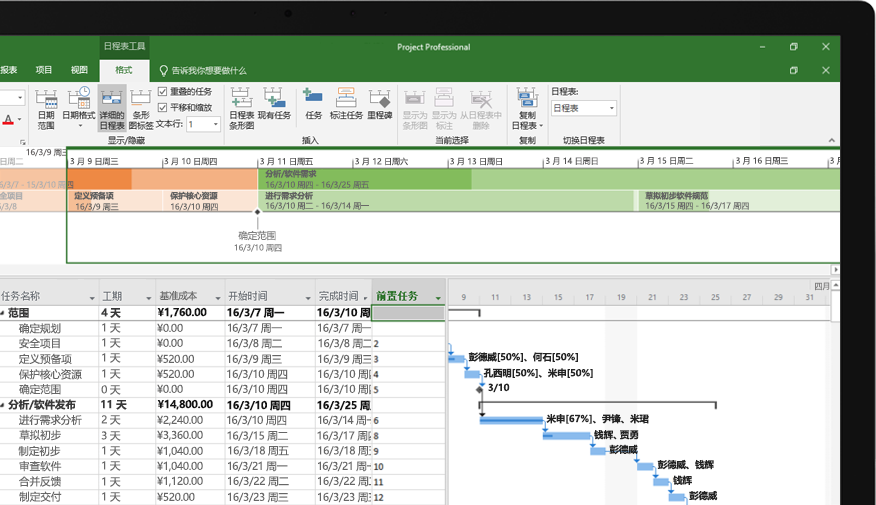 日程表工具
Project Professional
报表 项目 视图 格式 告诉我你想要做什么
日期范围 日期格式 详细的日程表 条形图标签
重叠的任务
平移和缩放
文本行: 1
日程表条形图 现有任务 任务 标注任务 里程碑
显示为条形图 显示为标注 从日程表中删除
复制日程表
日程表:
日程表
显示/隐藏 插入 当前选择 复制 切换日程表
16/3/9 周三
日周二 3 月 9 日周三 3 月 10 日周四 3 月 11 日周五 3 月 12 日周六 3 月 13 日周日 3 月 14 日周日 3 月 15 日周二 3 月 16 日周三 3 月
分析/软件需求
16/3/10 周四 - 16/3/25 周五
定义预备项 保护核心资源 进行需求分析 草拟初步软件规范
16/3/9 周三 16/3/10 周四 16/3/10 周二 - 16/3/14 周一 16/3/15 周四 - 16/3/17 周四
确定范围
16/3/10 周四
任务名称 工期 基准成本 开始时间 完成时间 前置任务
四月
9 11 13 15 17 19 21 23 25 27 29 31
范围 4 天 ¥1,760.00 16/3/7 周一 16/3/10 周
确定规划 1 天 ¥0.00 16/3/7 周一 16/3/7 周一
安全项目 1 天 ¥0.00 16/3/8 周二 16/3/8 周二 2
定义预备项 1 天 ¥520.00 16/3/9 周三 16/3/9 周三 3 彭德威[50%]、何石[50%]
保护核心资源 1 天 ¥520.00 16/3/10 周四 16/3/10 周 4 孔西明[50%]、米申[50%]
确定范围 0 天 ¥0.00 16/3/10 周四 16/3/10 周 5 3/10
分析/软件发布 11 天 ¥14,800.00 16/3/10 周四 16/3/25 周
进行需求分析 2 天 ¥2,240.00 16/3/10 周四 16/3/14 周一 6 米申[67%]、尹锋、米珺
草拟初步 3 天 ¥3,360.00 16/3/15 周二 16/3/17 周 8 钱辉、贾勇
制定初步 1 天 ¥1,040.00 16/3/18 周五 16/3/18 周 9 彭德威
审查软件 1 天 ¥1,040.00 16/3/21 周一 16/3/21 周一 10 彭德威、钱辉
合并反馈 1 天 ¥1,120.00 16/3/22 周二 16/3/22 周 11 钱辉
制定交付 1 天 ¥520.00 16/3/23 周三 16/3/23 周 12 彭德威